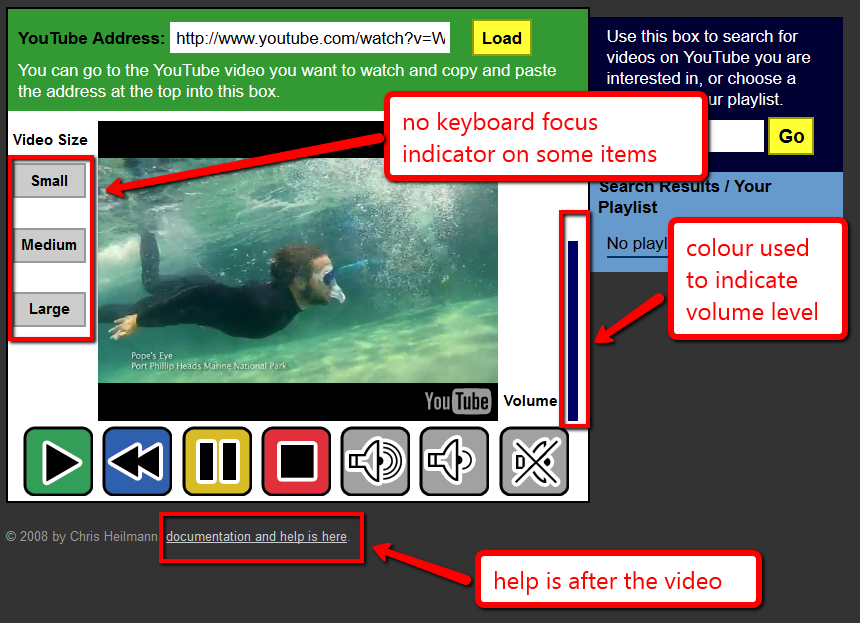 YouTube Address: http://www.youtube.com/watch?v=W Load
You can go to the YouTube video you want to watch and copy and paste
the address at the top into this box.
Use this box to search for
videos on YouTube you are
interested in, or choose a
ur playlist.
Go
no keyboard focus
indicator on some items
Video Size
Small
Medium
Large
Search Results / Your
Playlist
No playl
colour used
to indicate
volume level
Pope's Eye
Port Phillip Heads Marine National Park
YouTube
Volume
© 2008 by Chris Heilmann documentation and help is here.
help is after the video